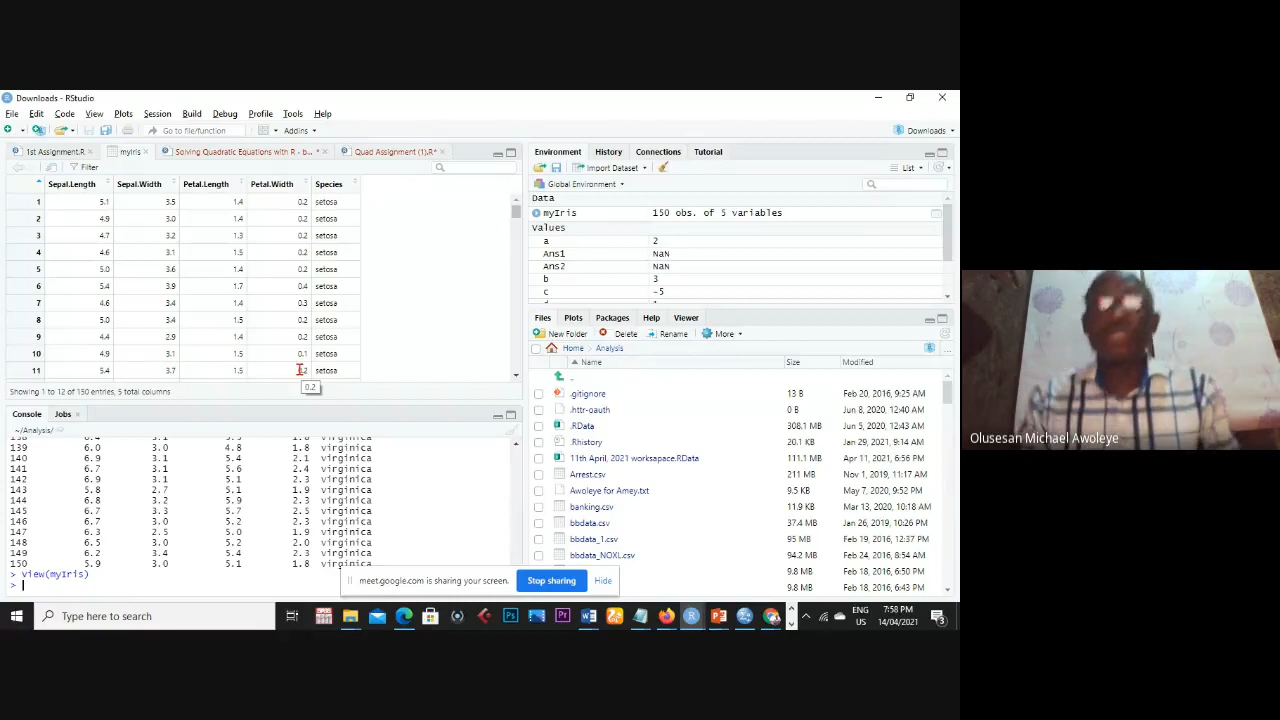 Downloads - RStudio
File Edit Code View Plots Session Build Debug Profile Tools Help
Go to file/function Addins Downloads
1st Assignment.R myIris Solving Quadratic Equations with R - b... * Quad Assignment (1).R*
Filter
Sepal.Length Sepal.Width Petal.Length Petal.Width Species
1 5.1 3.5 1.4 0.2 setosa
2 4.9 3.0 1.4 0.2 setosa
3 4.7 3.2 1.3 0.2 setosa
4 4.6 3.1 1.5 0.2 setosa
5 5.0 3.6 1.4 0.2 setosa
6 5.4 3.9 1.7 0.4 setosa
7 4.6 3.4 1.4 0.3 setosa
8 5.0 3.4 1.5 0.2 setosa
9 4.4 2.9 1.4 0.2 setosa
10 4.9 3.1 1.5 0.1 setosa
11 5.4 3.7 1.5 0.2 setosa
0.2
Showing 1 to 12 of 150 entries, 5 total columns
Console Jobs
~/Analysis/
138 6.4 3.1 5.5 1.8 virginica
139 6.0 3.0 4.8 1.8 virginica
140 6.9 3.1 5.4 2.1 virginica
141 6.7 3.1 5.6 2.4 virginica
142 6.9 3.1 5.1 2.3 virginica
143 5.8 2.7 5.1 1.9 virginica
144 6.8 3.2 5.9 2.3 virginica
145 6.7 3.3 5.7 2.5 virginica
146 6.7 3.0 5.2 2.3 virginica
147 6.3 2.5 5.0 1.9 virginica
148 6.5 3.0 5.2 2.0 virginica
149 6.2 3.4 5.4 2.3 virginica
150 5.9 3.0 5.1 1.8 virginica
> view(myIris)
>
Environment History Connections Tutorial
Import Dataset List
Global Environment
Data
myIris 150 obs. of 5 variables
Values
a 2
Ans1 NaN
Ans2 NaN
b 3
c -5
Files Plots Packages Help Viewer
New Folder Delete Rename More
Home Analysis
Name Size Modified
..
.gitignore 13 B Feb 20, 2016, 9:25 AM
.httr-oauth 0 B Jun 8, 2020, 12:40 AM
.RData 308.1 MB Jun 5, 2020, 12:43 AM
.Rhistory 20.1 KB Jan 29, 2021, 9:14 AM
11th April, 2021 worksapace.RData 111.1 MB Apr 11, 2021, 6:56 PM
Arrest.csv 211 MB Nov 1, 2019, 11:17 AM
Awoleye for Amey.txt 9.5 KB May 7, 2020, 9:52 PM
banking.csv 11.9 KB Mar 13, 2020, 10:18 AM
bbdata.csv 37.4 MB Jan 26, 2019, 10:26 PM
bbdata_1.csv 95 MB Feb 19, 2016, 12:37 PM
bbdata_NOXL.csv 94.2 MB Feb 24, 2016, 8:54 AM
9.8 MB Feb 18, 2016, 6:50 PM
9.8 MB Feb 18, 2016, 6:43 PM
meet.google.com is sharing your screen. Stop sharing Hide
Type here to search
ENG US
7:58 PM
14/04/2021
3
Olusesan Michael Awoleye